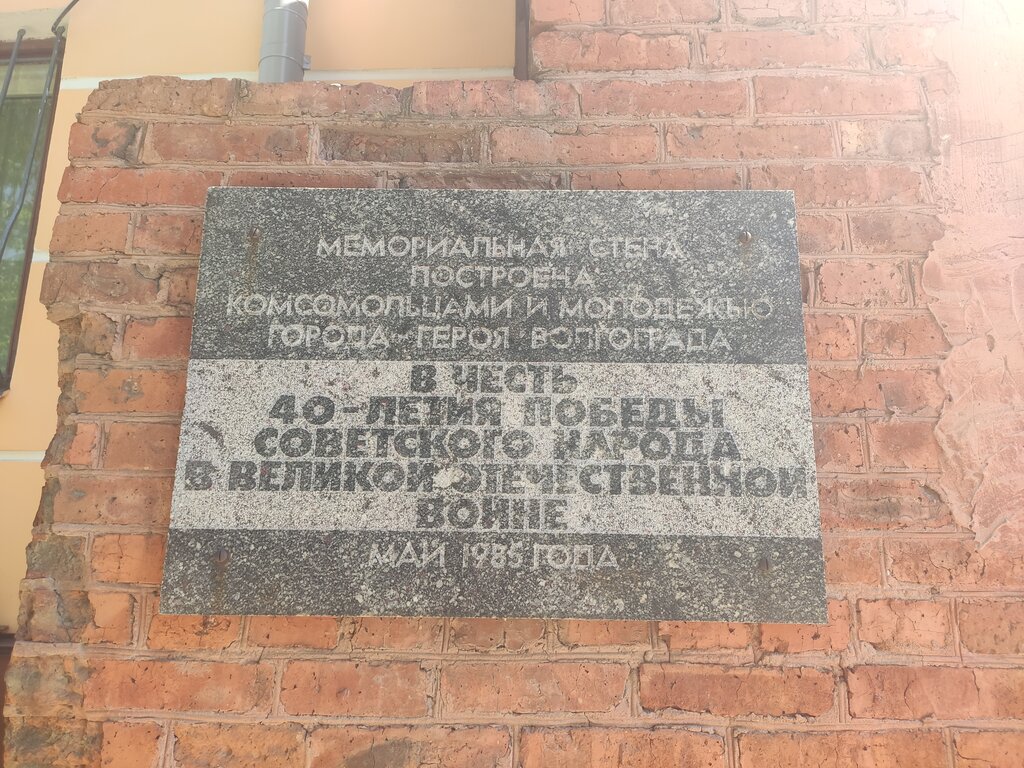 МЕМОРИАЛЬНАЯ СТЕНА
ПОСТРОЕНА
КОМСОМОЛЬЦАМИ И МОЛОДЕЖЬЮ
ГОРОДА-ГЕРОЯ ВОЛГОГРАДА
В ЧЕСТЬ
40-ЛЕТИЯ ПОБЕДЫ
СОВЕТСКОГО НАРОДА
В ВЕЛИКОЙ ОТЕЧЕСТВЕННОЙ
ВОЙНЕ
МАЙ 1985 ГОДА